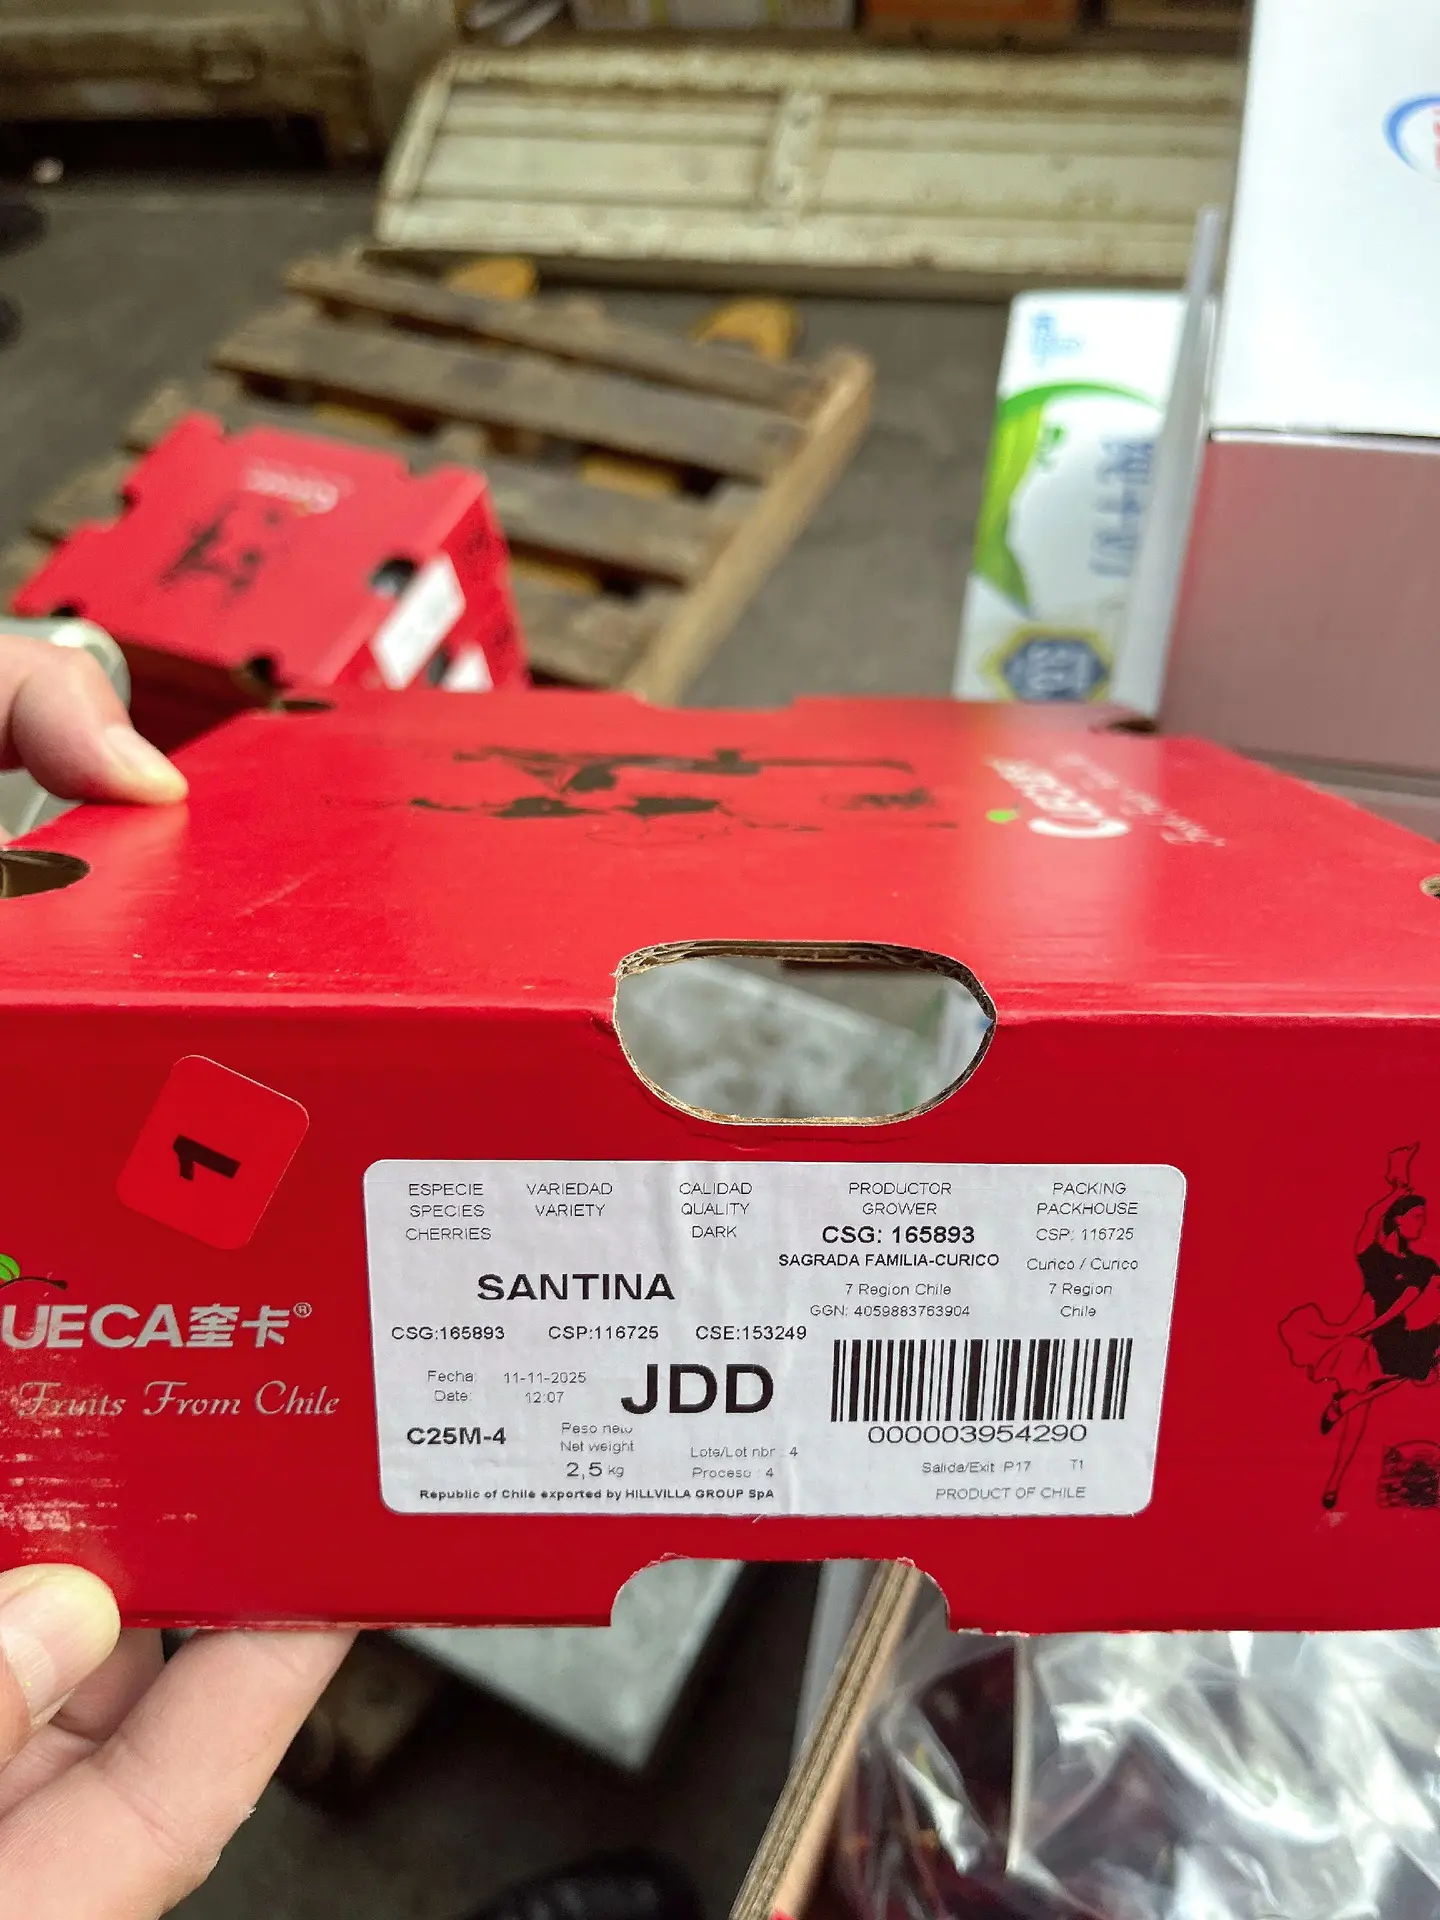 1
UECA奎卡®
Fruits From Chile
ESPECIE VARIEDAD CALIDAD PRODUCTOR PACKING
SPECIES VARIETY QUALITY GROWER PACKHOUSE
CHERRIES DARK CSG: 165893 CSP: 116725
SAGRADA FAMILIA-CURICO Curico / Curico
SANTINA 7 Region Chile 7 Region
GGN: 4059883763904 Chile
CSG:165893 CSP:116725 CSE:153249
Fecha: 11-11-2025
Date: 12:07
JDD
C25M-4 Peso neto
Net weight
2,5 kg
Lote/Lot nbr : 4
Proceso : 4
000003954290
Salida/Exit P17 T1
Republic of Chile exported by HILLVILLA GROUP SpA
PRODUCT OF CHILE